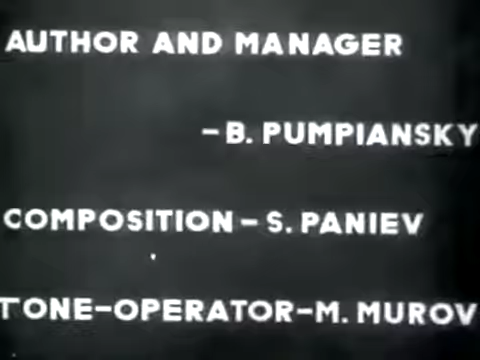 AUTHOR AND MANAGER
– B. PUMPIANSKY
COMPOSITION – S. PANIEV
TONE–OPERATOR–M. MUROV